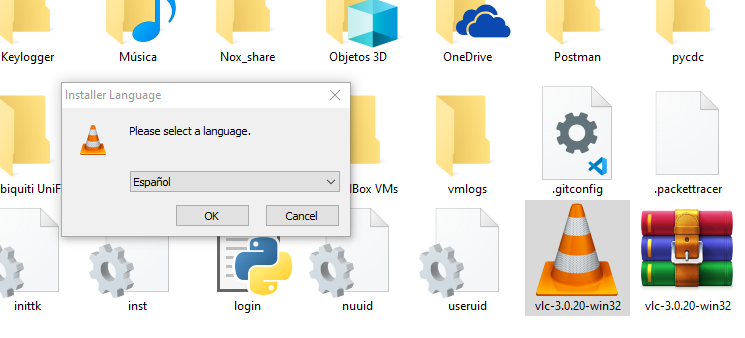 Keylogger
Música
Nox_share
Objetos 3D
OneDrive
Postman
pycdc
Installer Language
Please select a language.
Español
OK
Cancel
biquiti UniF
lBox VMs
vmlogs
.gitconfig
.packettracer
inittk
inst
login
nuuid
useruid
vlc-3.0.20-win32
vlc-3.0.20-win32